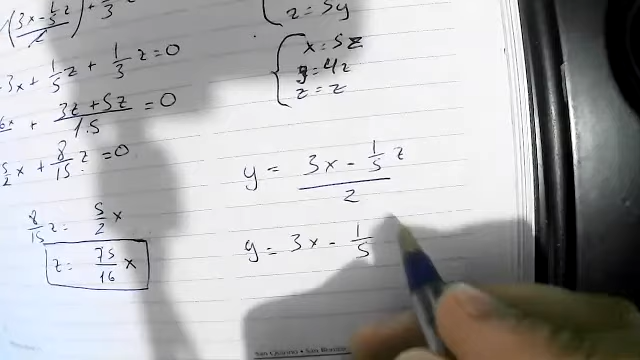 (3x - 1/5 z / 2) + 1/3
3x + 1/5 z + 1/3 z = 0
6x + 3z + 5z / 15 = 0
5/2 x + 8/15 z = 0
8/15 z = 5/2 x
z = 75/16 x
z = 5y
x = 5z
y = 4z
z = z
y = 3x - 1/5 z / 2
y = 3x - 1/5